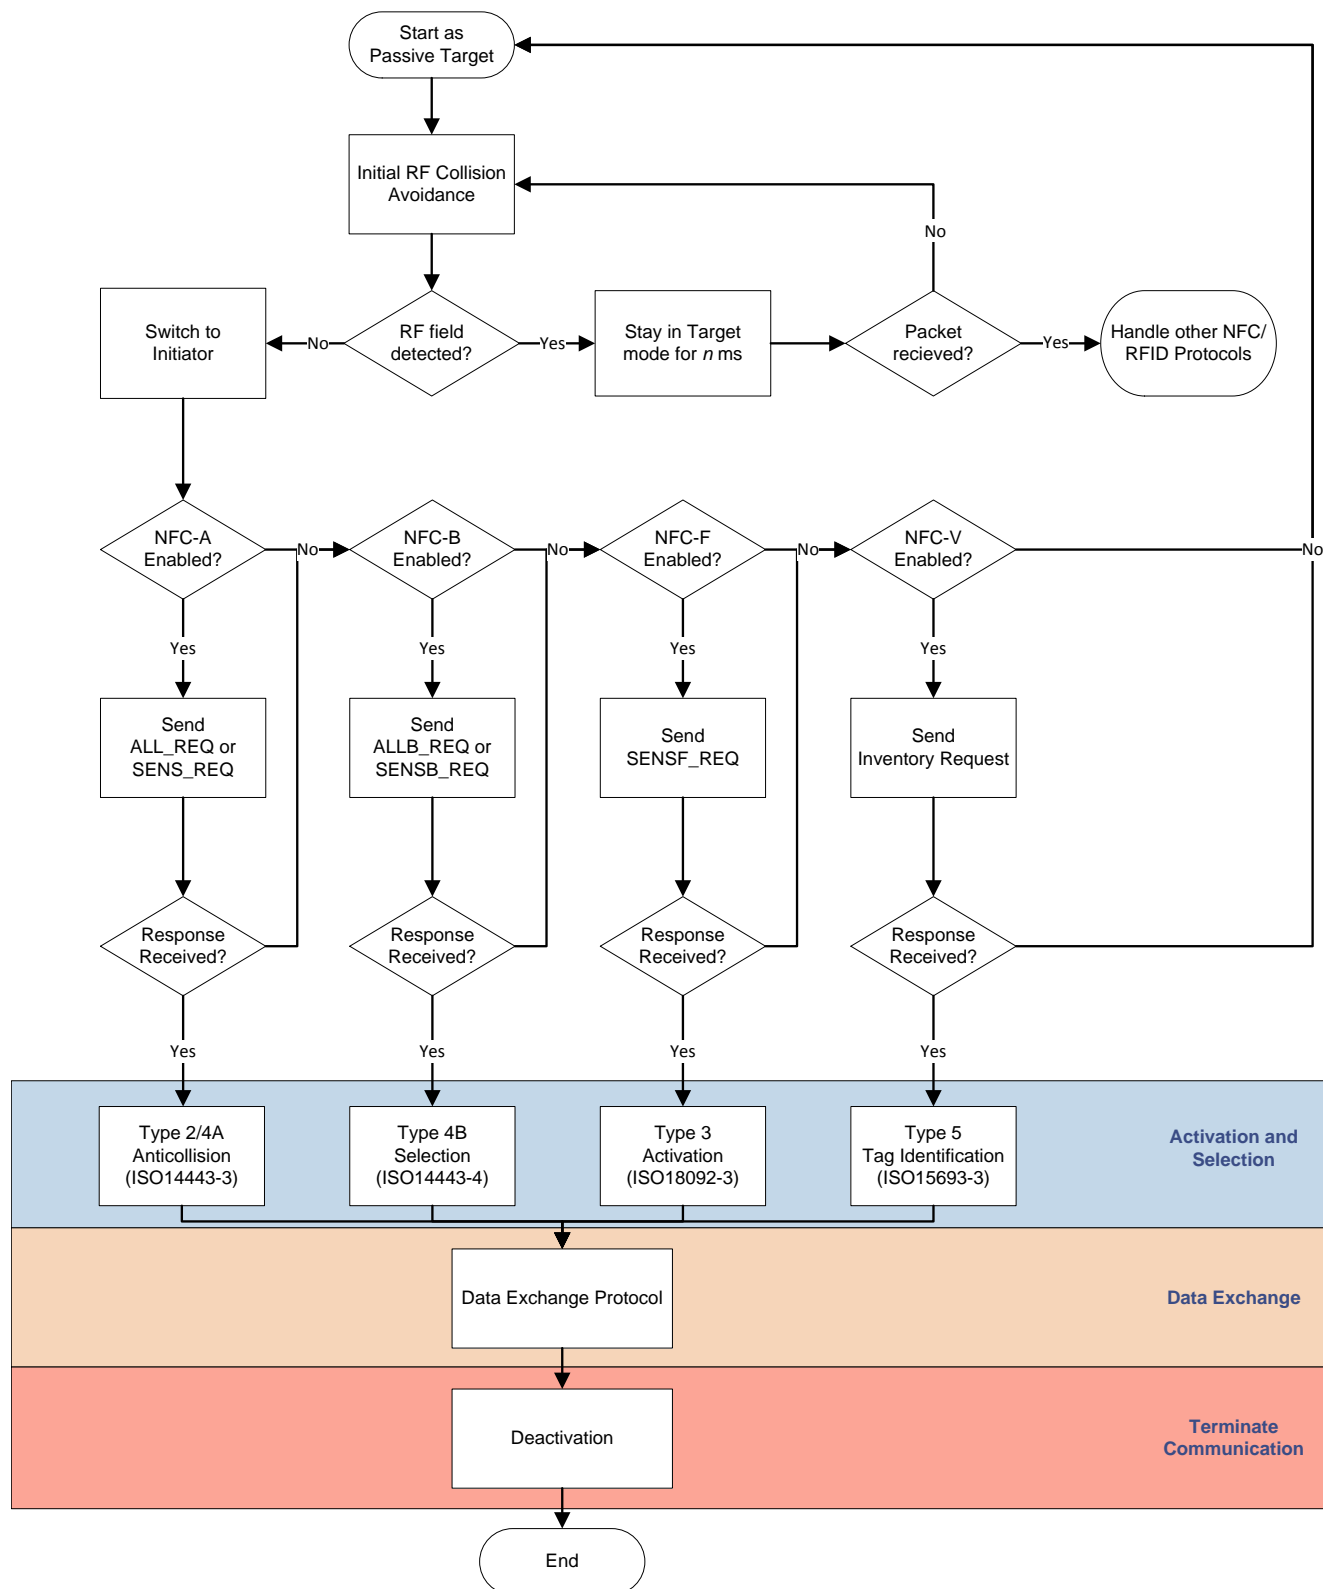 Start as
Passive Target
Initial RF Collision
Avoidance
No
Switch to
Initiator
No
RF field
detected?
Yes
Stay in Target
mode for n ms
Packet
recieved?
Yes
Handle other NFC/
RFID Protocols
NFC-A
Enabled?
No
NFC-B
Enabled?
No
NFC-F
Enabled?
No
NFC-V
Enabled?
No
Yes
Yes
Yes
Yes
Send
ALL_REQ or
SENS_REQ
Send
ALLB_REQ or
SENSB_REQ
Send
SENSF_REQ
Send
Inventory Request
Response
Received?
Response
Received?
Response
Received?
Response
Received?
Yes
Yes
Yes
Yes
Type 2/4A
Anticollision
(ISO14443-3)
Type 4B
Selection
(ISO14443-4)
Type 3
Activation
(ISO18092-3)
Type 5
Tag Identification
(ISO15693-3)
Activation and
Selection
Data Exchange Protocol
Data Exchange
Deactivation
Terminate
Communication
End